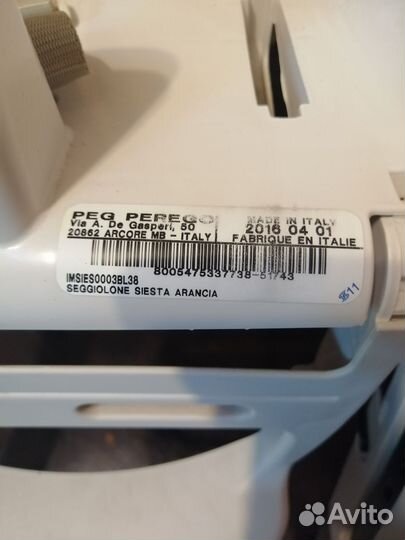 PEG PEREGO
Via A. De Gasperi, 50
20862 ARCORE MB - ITALY
MADE IN ITALY
2016 04 01
FABRIQUE EN ITALIE
8005475337738-51743
IMSIES0003BL38
SEGGIOLONE SIESTA ARANCIA
S11
Avito